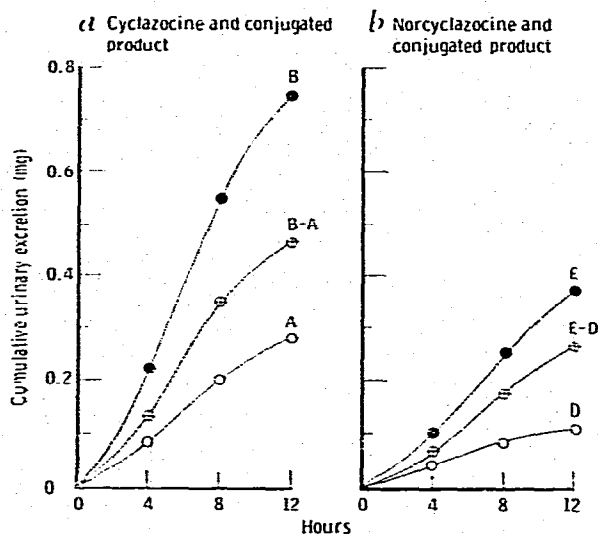 a Cyclazocine and conjugated
product
b Norcyclazocine and
conjugated product
Cumulative urinary excretion (mg)
0.8
0.6
0.4
0.2
0
B
B-A
A
0
4
8
12
E
E-D
D
0
4
8
12
Hours